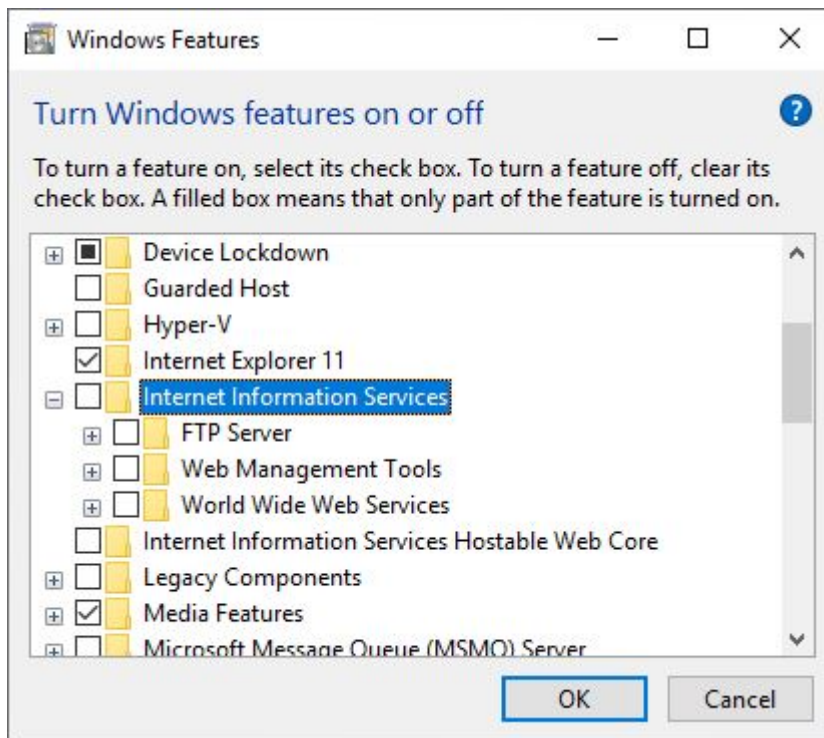 Windows Features
Turn Windows features on or off
?
To turn a feature on, select its check box. To turn a feature off, clear its
check box. A filled box means that only part of the feature is turned on.
Device Lockdown
Guarded Host
Hyper-V
Internet Explorer 11
Internet Information Services
FTP Server
Web Management Tools
World Wide Web Services
Internet Information Services Hostable Web Core
Legacy Components
Media Features
Microsoft Message Queue (MSMQ) Server
OK Cancel